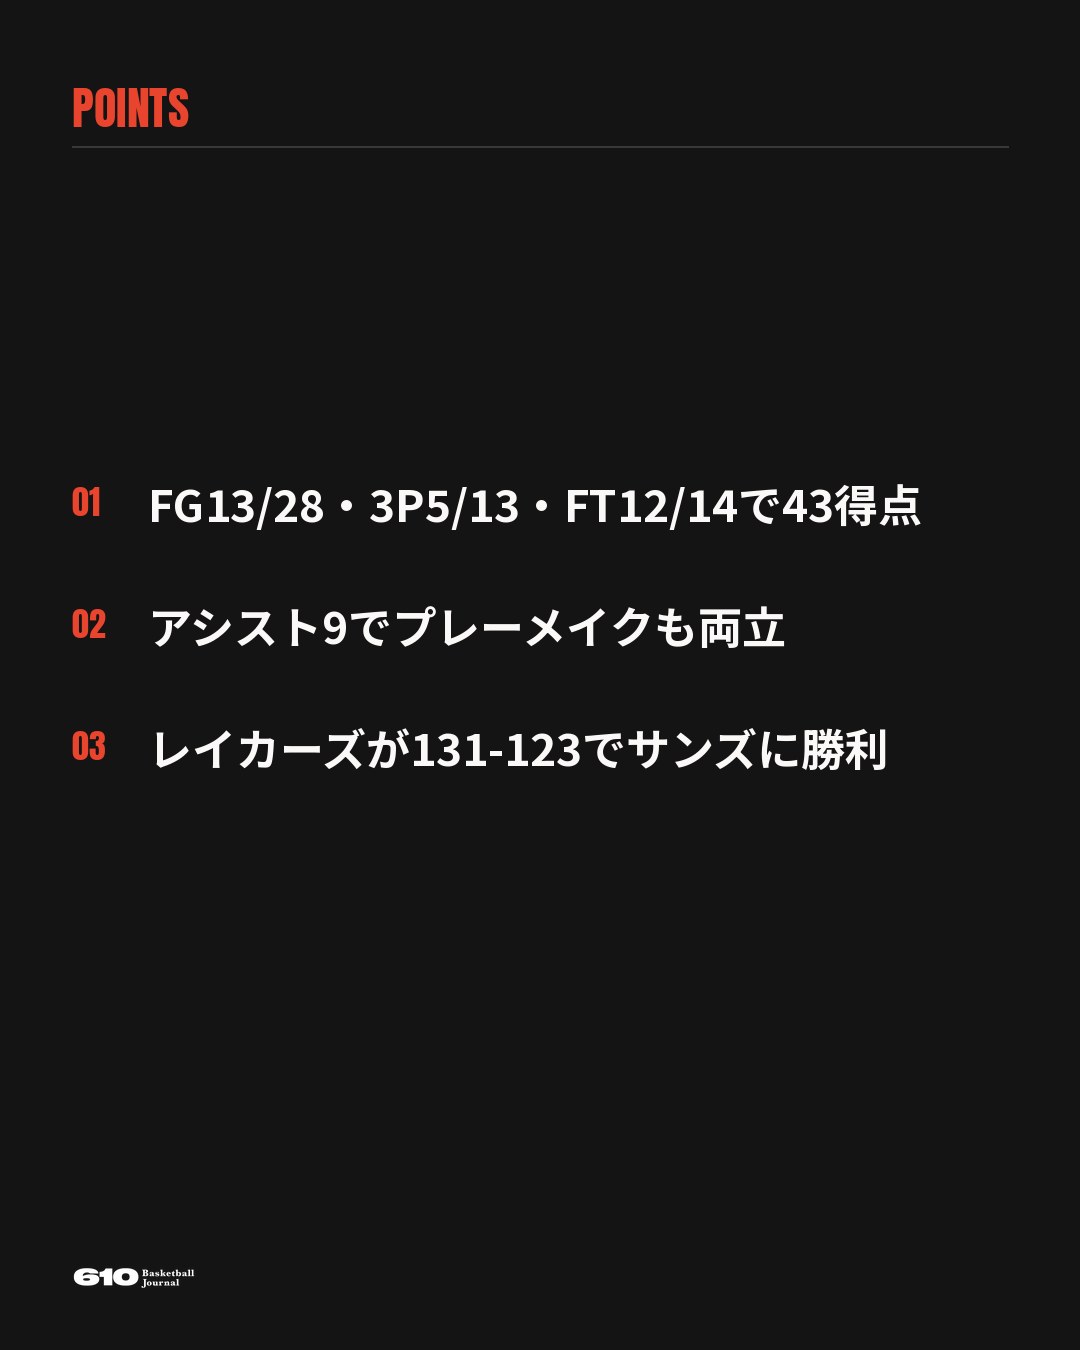 POINTS
01 FG13/28・3P5/13・FT12/14で43得点
02 アシスト9でプレーメイクも両立
03 レイカーズが131-123でサンズに勝利
610 Basketball
Journal